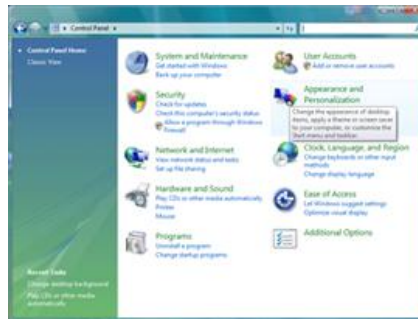 Control Panel
Control Panel Home
Classic View
System and Maintenance
Get started with Windows
Back up your computer
Security
Check for updates
Check this computer's security status
Allow a program through Windows
Firewall
Network and Internet
View network status and tasks
Set up file sharing
Hardware and Sound
Play CDs or other media automatically
Printer
Mouse
Programs
Uninstall a program
Change startup programs
User Accounts
Add or remove user accounts
Appearance and
Personalization
Change the appearance of desktop
items, apply a theme or screen saver
to your computer, or customize the
Start menu and taskbar.
Clock, Language, and Region
Change keyboards or other input
methods
Change display language
Ease of Access
Let Windows suggest settings
Optimize visual display
Additional Options
Recent Tasks
Change desktop background
Play CDs or other media
automatically